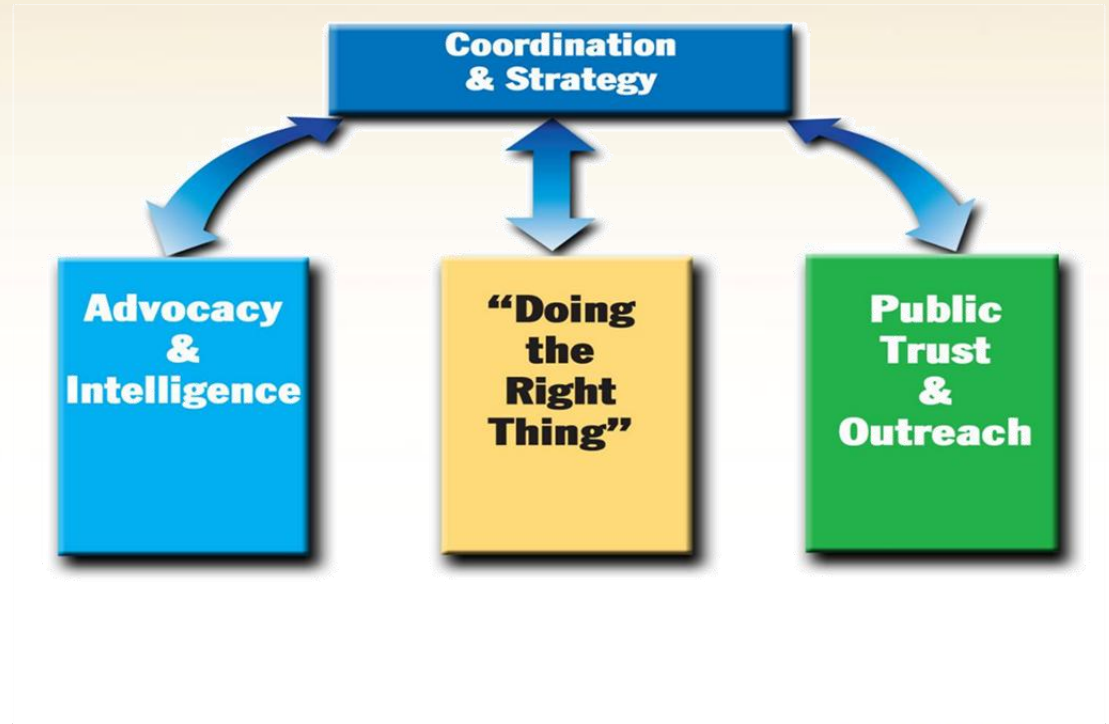 Coordination
& Strategy
Advocacy
&
Intelligence
“Doing
the
Right
Thing”
Public
Trust
&
Outreach